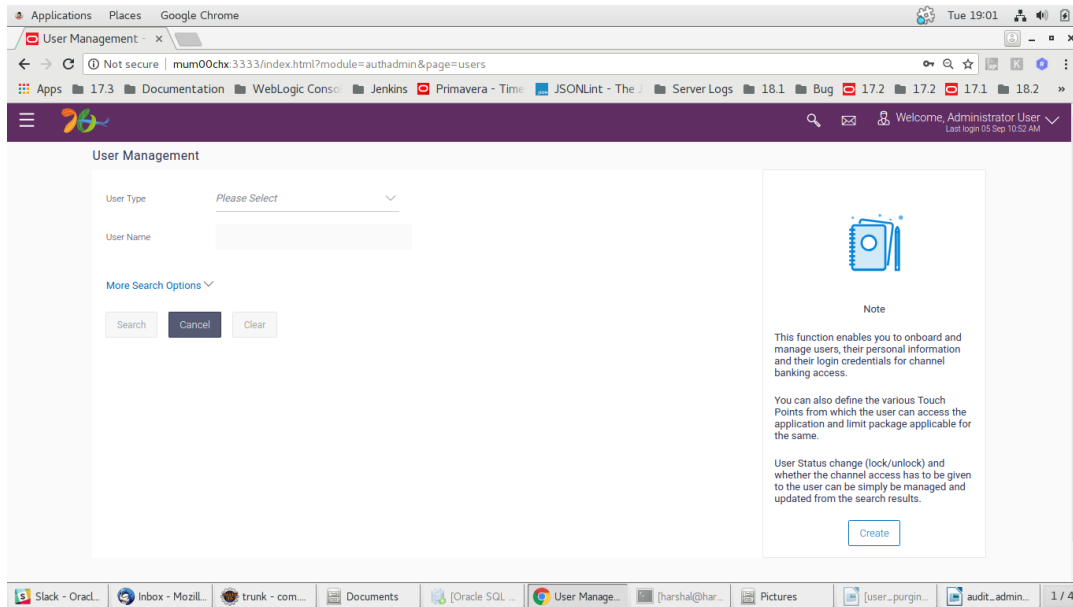 Applications Places Google Chrome Tue 19:01
User Management - ×
Not secure | mum00chx:3333/index.html?module=authadmin&page=users
Apps 17.3 Documentation WebLogic Conso Jenkins Primavera - Time JSONLint - The J Server Logs 18.1 Bug 17.2 17.2 17.1 18.2 »
Welcome, Administrator User
Last login 05 Sep 10:52 AM
User Management
User Type Please Select
User Name
More Search Options
Search Cancel Clear
Note
This function enables you to onboard and
manage users, their personal information
and their login credentials for channel
banking access.
You can also define the various Touch
Points from which the user can access the
application and limit package applicable for
the same.
User Status change (lock/unlock) and
whether the channel access has to be given
to the user can be simply be managed and
updated from the search results.
Create
Slack - Oracl... Inbox - Mozill... trunk - com.... Documents [Oracle SQL ... User Manage... [harshal@har... Pictures [user_purgin... audit_admin... 1 / 4